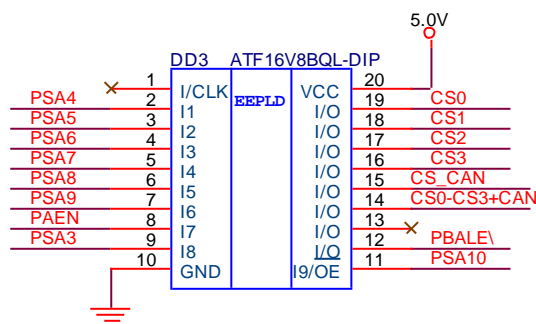 5.0V
DD3 ATF16V8BQL-DIP
1 I/CLK VCC 20
PSA4 2 I1 EEPLD I/O 19 CS0
PSA5 3 I2 I/O 18 CS1
PSA6 4 I3 I/O 17 CS2
PSA7 5 I4 I/O 16 CS3
PSA8 6 I5 I/O 15 CS_CAN
PSA9 7 I6 I/O 14 CS0-CS3+CAN
PAEN 8 I7 I/O 13
PSA3 9 I8 I/O 12 PBALE\
10 GND I9/OE 11 PSA10